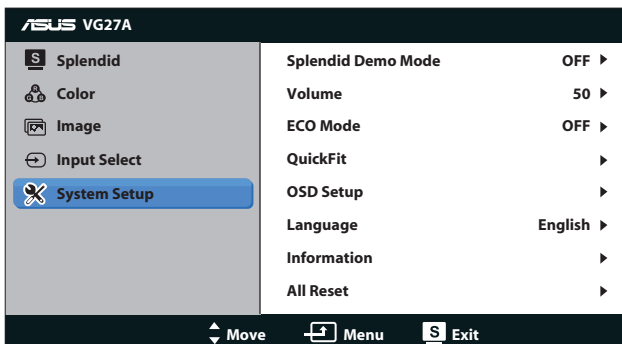 ASUS VG27A
S Splendid
Color
Image
Input Select
System Setup
Splendid Demo Mode OFF
Volume 50
ECO Mode OFF
QuickFit
OSD Setup
Language English
Information
All Reset
Move Menu S Exit